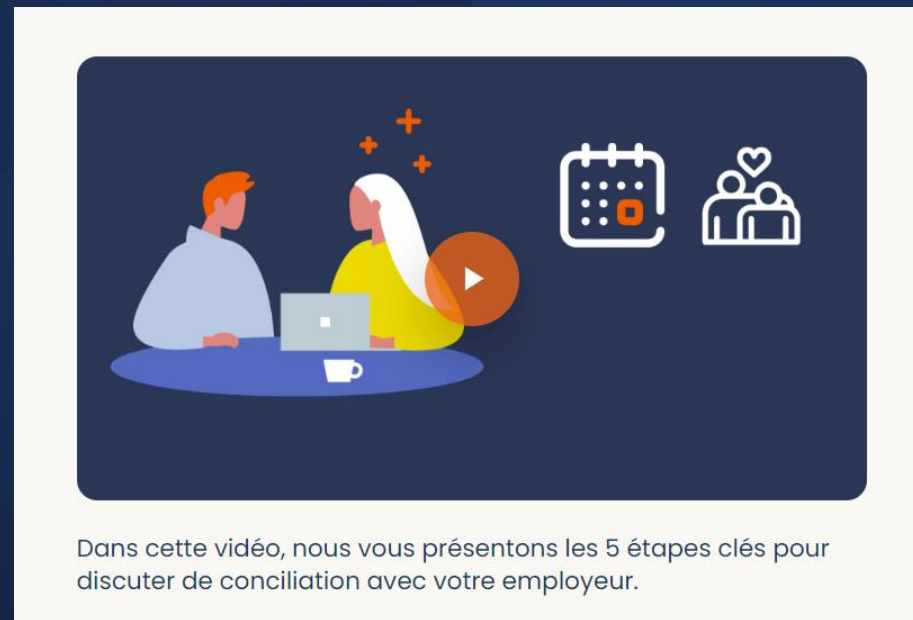 Dans cette vidéo, nous vous présentons les 5 étapes clés pour
discuter de conciliation avec votre employeur.